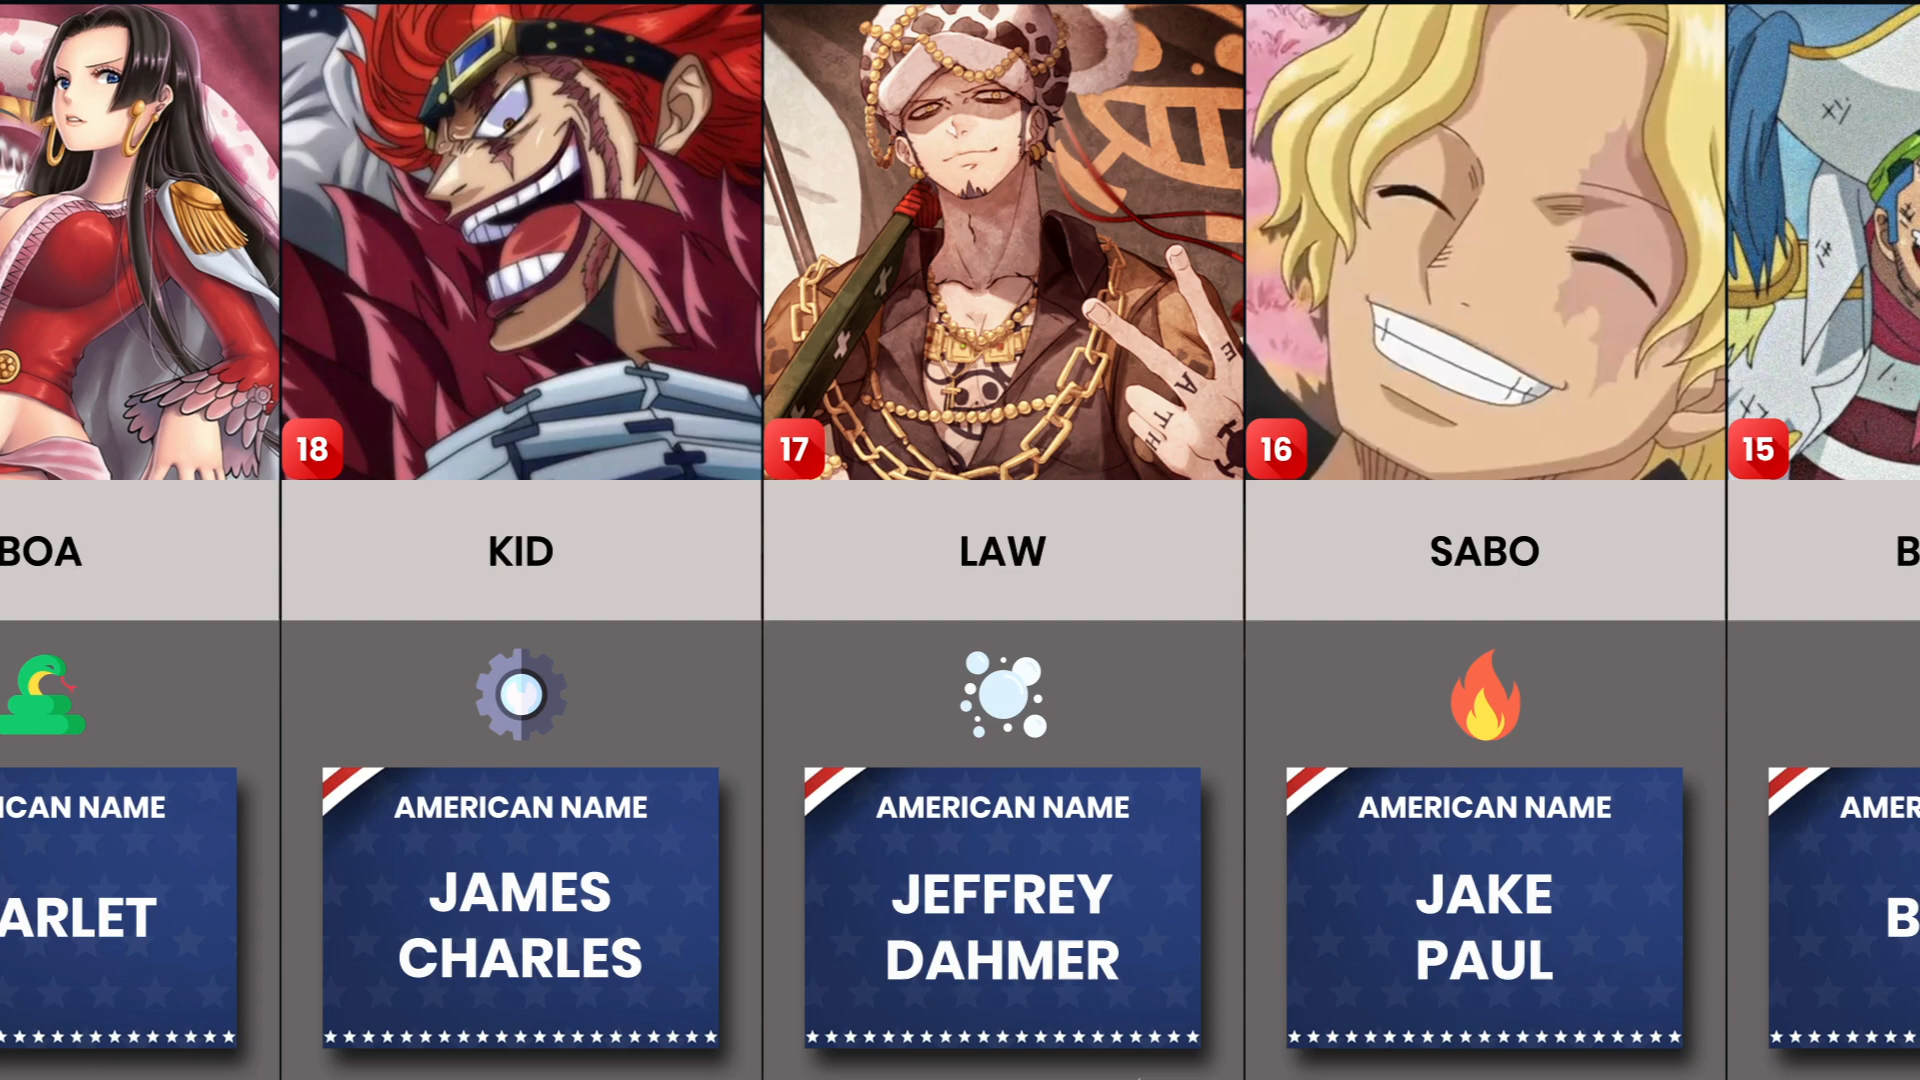 18
17
16
15
BOA
KID
LAW
SABO
B
ICAN NAME
AMERICAN NAME
AMERICAN NAME
AMERICAN NAME
AMER
ARLET
JAMES
CHARLES
JEFFREY
DAHMER
JAKE
PAUL
B